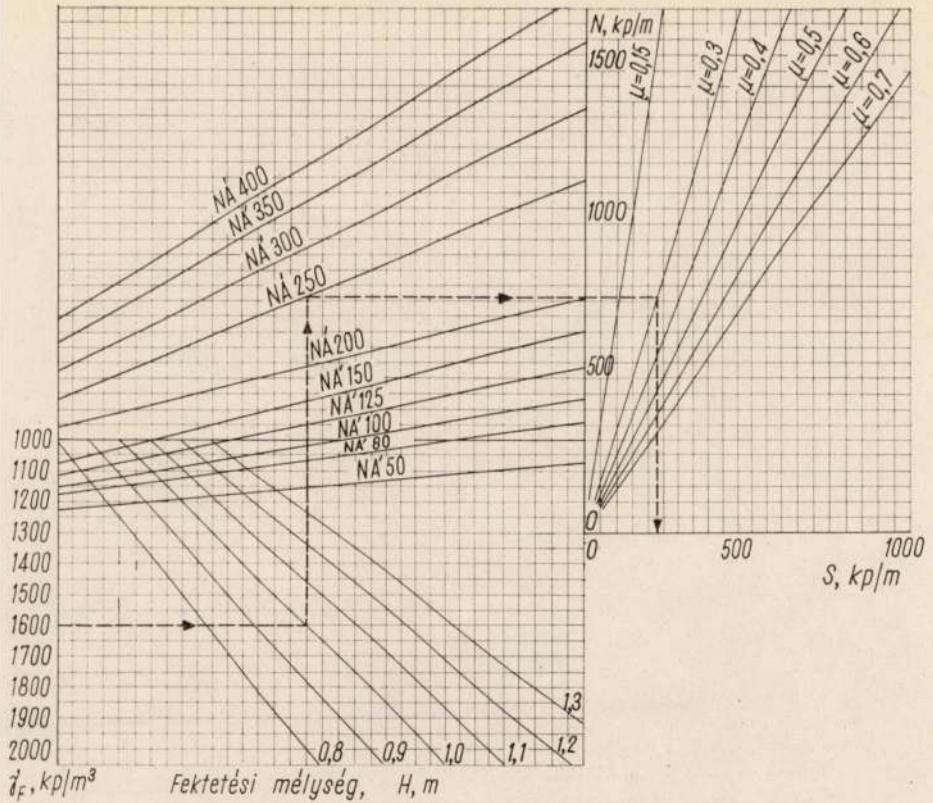 N, kp/m
1500
1000
500
0
μ=0,15
μ=0,3
μ=0,4
μ=0,5
μ=0,6
μ=0,7
NÁ 400
NÁ 350
NÁ 300
NÁ 250
NÁ 200
NÁ 150
NÁ 125
NÁ 100
NÁ 80
NÁ 50
1000
1100
1200
1300
1400
1500
1600
1700
1800
1900
2000
0
500
1000
S, kp/m
0,8
0,9
1,0
1,1
1,2
1,3
γF, kp/m³
Fektetési mélység, H, m